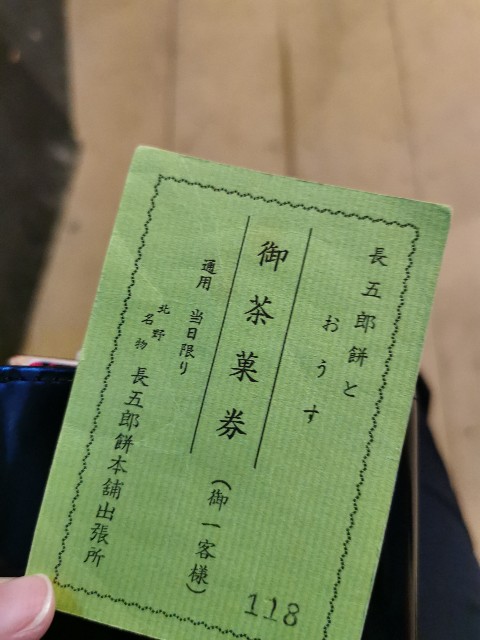 長五郎餅と
おうす
御茶菓券
(御一客様)
通用 当日限り
北野名物 長五郎餅本舗出張所
118